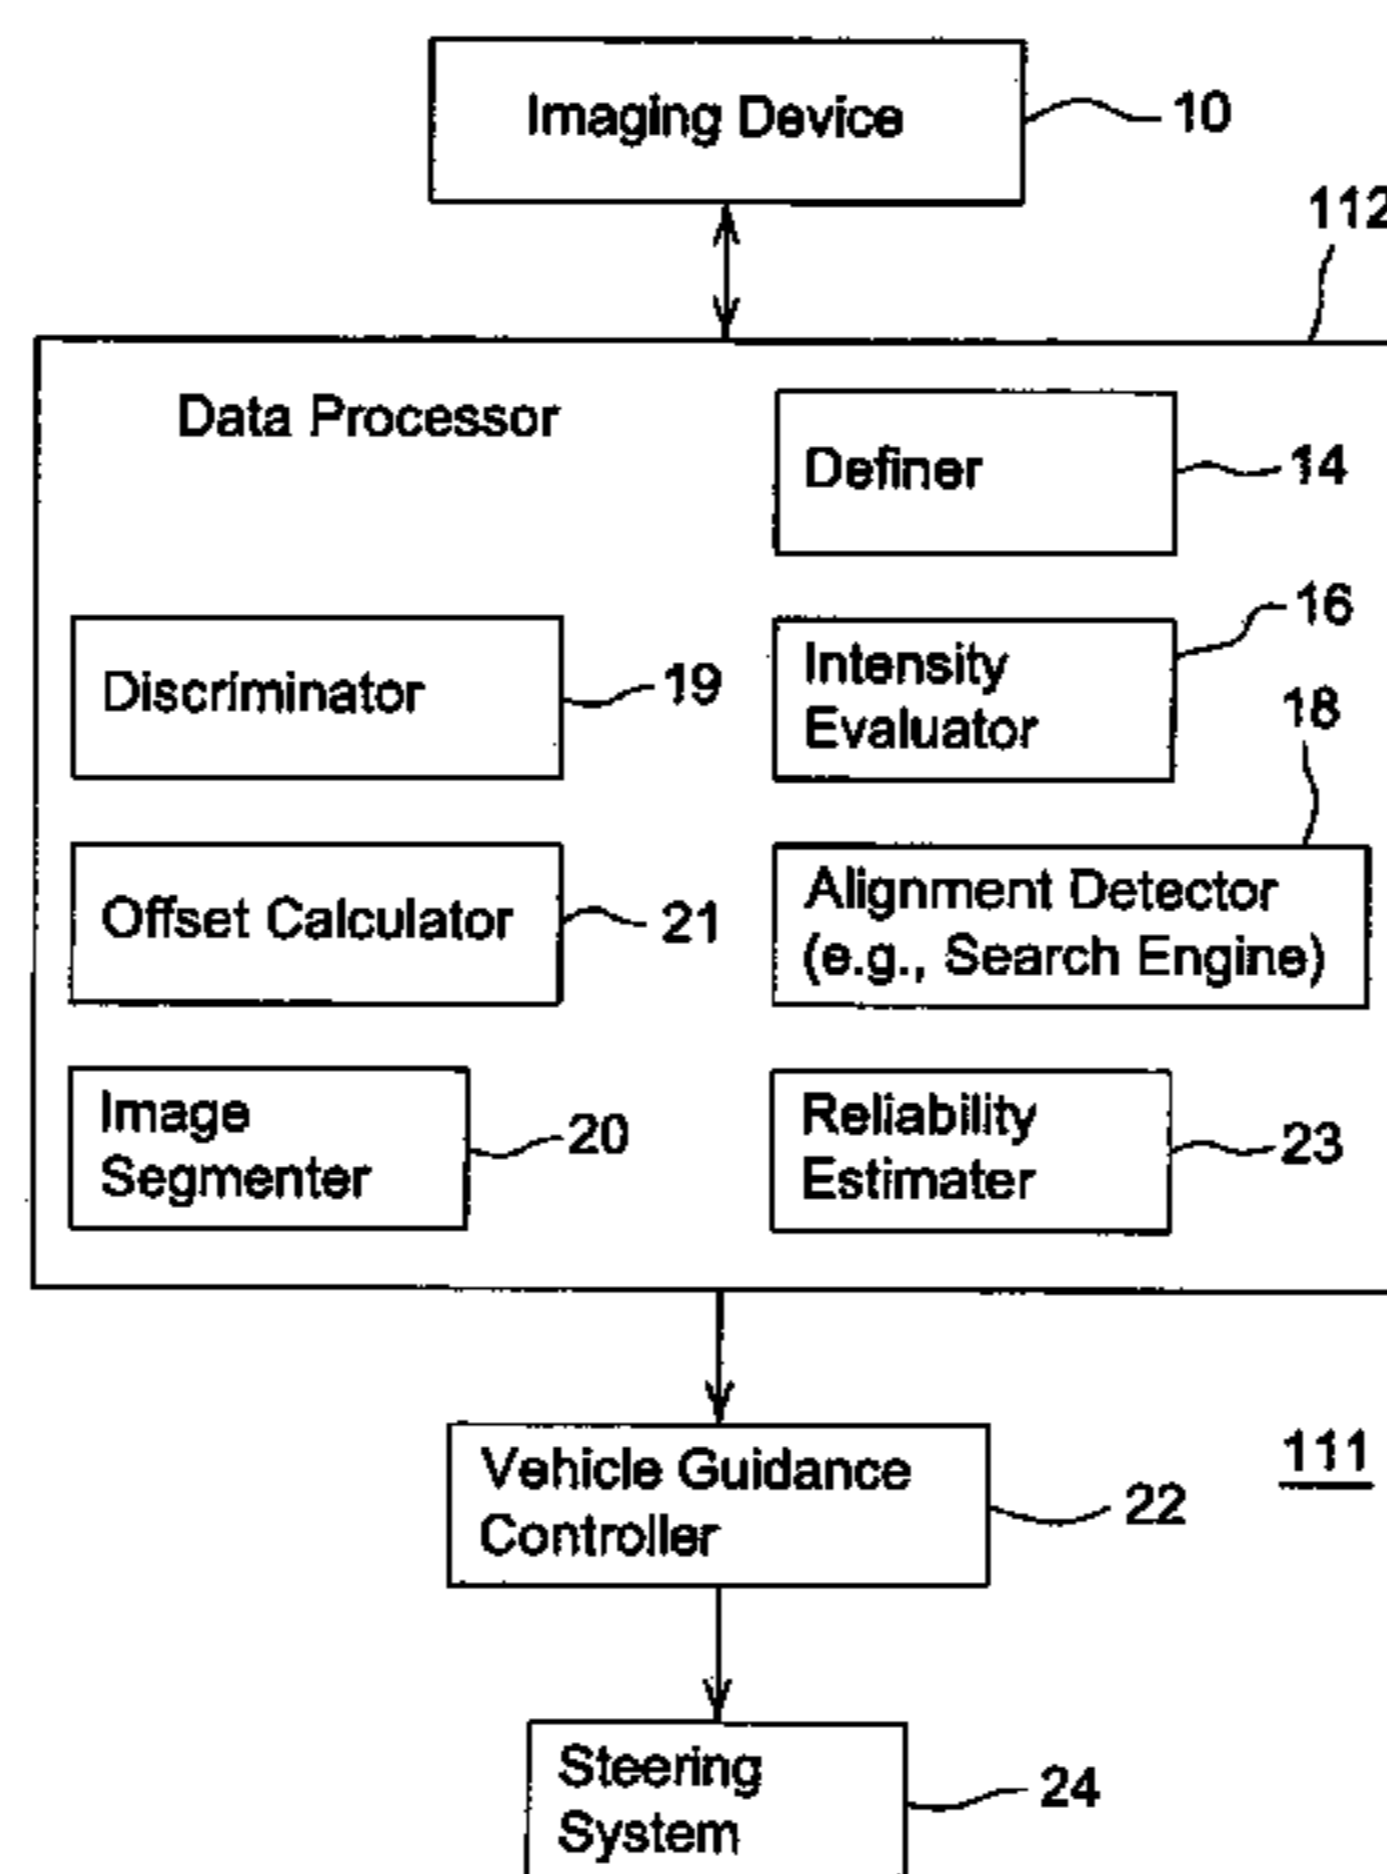 Imaging Device
10
112
Data Processor
Definer
14
Discriminator
19
Intensity
Evaluator
16
18
Offset Calculator
21
Alignment Detector
(e.g., Search Engine)
Image
Segmenter
20
Reliability
Estimater
23
Vehicle Guidance
Controller
22
111
Steering
System
24